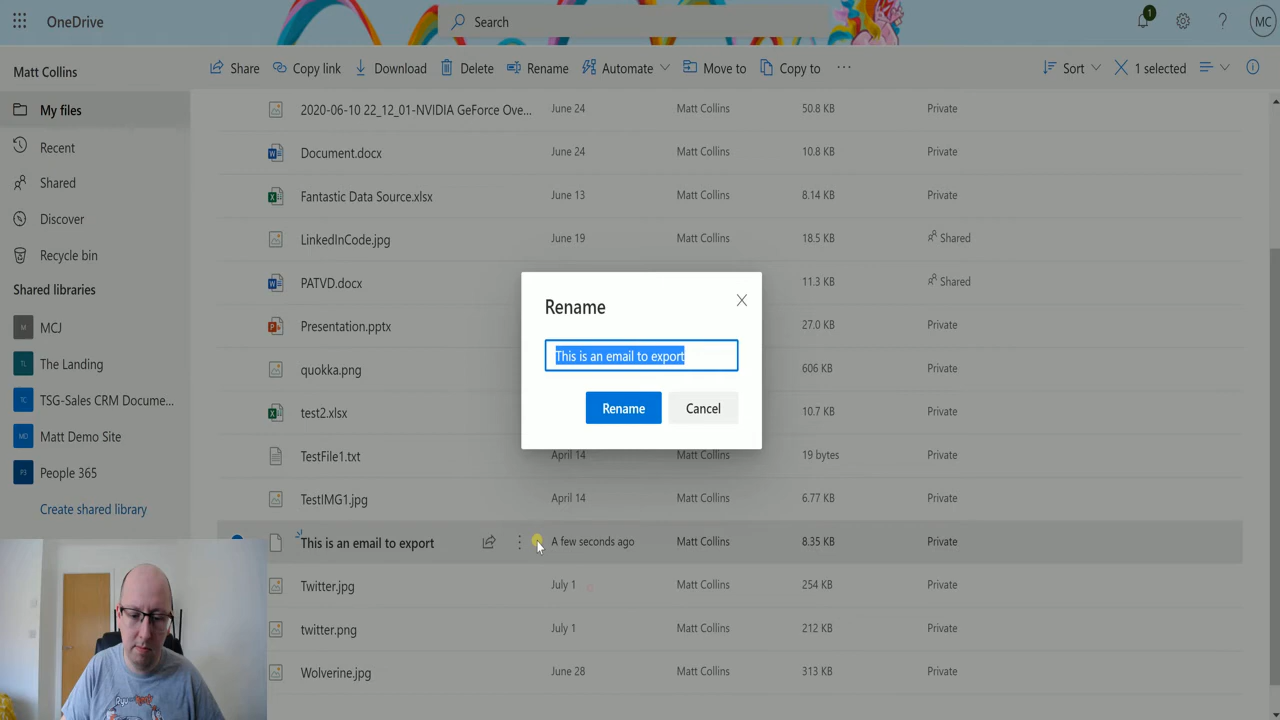 OneDrive
Search
1
MC
Matt Collins
Share
Copy link
Download
Delete
Rename
Automate
Move to
Copy to
Sort
1 selected
My files
Recent
Shared
Discover
Recycle bin
Shared libraries
M MCJ
TL The Landing
TC TSG-Sales CRM Docume...
MD Matt Demo Site
P3 People 365
Create shared library
2020-06-10 22_12_01-NVIDIA GeForce Ove... June 24 Matt Collins 50.8 KB Private
Document.docx June 24 Matt Collins 10.8 KB Private
Fantastic Data Source.xlsx June 13 Matt Collins 8.14 KB Private
LinkedInCode.jpg June 19 Matt Collins 18.5 KB Shared
PATVD.docx Matt Collins 11.3 KB Shared
Presentation.pptx 27.0 KB Private
quokka.png 606 KB Private
test2.xlsx 10.7 KB Private
TestFile1.txt April 14 Matt Collins 19 bytes Private
TestIMG1.jpg April 14 Matt Collins 6.77 KB Private
This is an email to export A few seconds ago Matt Collins 8.35 KB Private
Twitter.jpg July 1 Matt Collins 254 KB Private
twitter.png July 1 Matt Collins 212 KB Private
Wolverine.jpg June 28 Matt Collins 313 KB Private
Rename
This is an email to export
Rename
Cancel